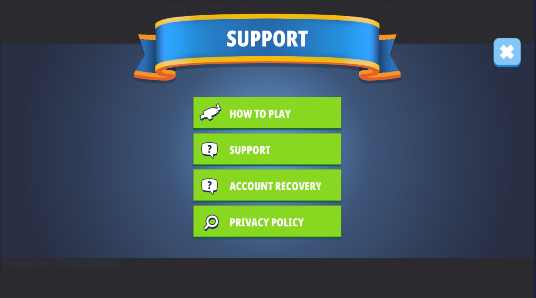 SUPPORT
HOW TO PLAY
SUPPORT
ACCOUNT RECOVERY
PRIVACY POLICY